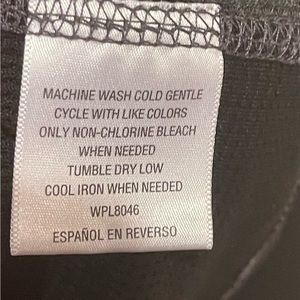 MACHINE WASH COLD GENTLE
CYCLE WITH LIKE COLORS
ONLY NON-CHLORINE BLEACH
WHEN NEEDED
TUMBLE DRY LOW
COOL IRON WHEN NEEDED
WPL8046
ESPAÑOL EN REVERSO